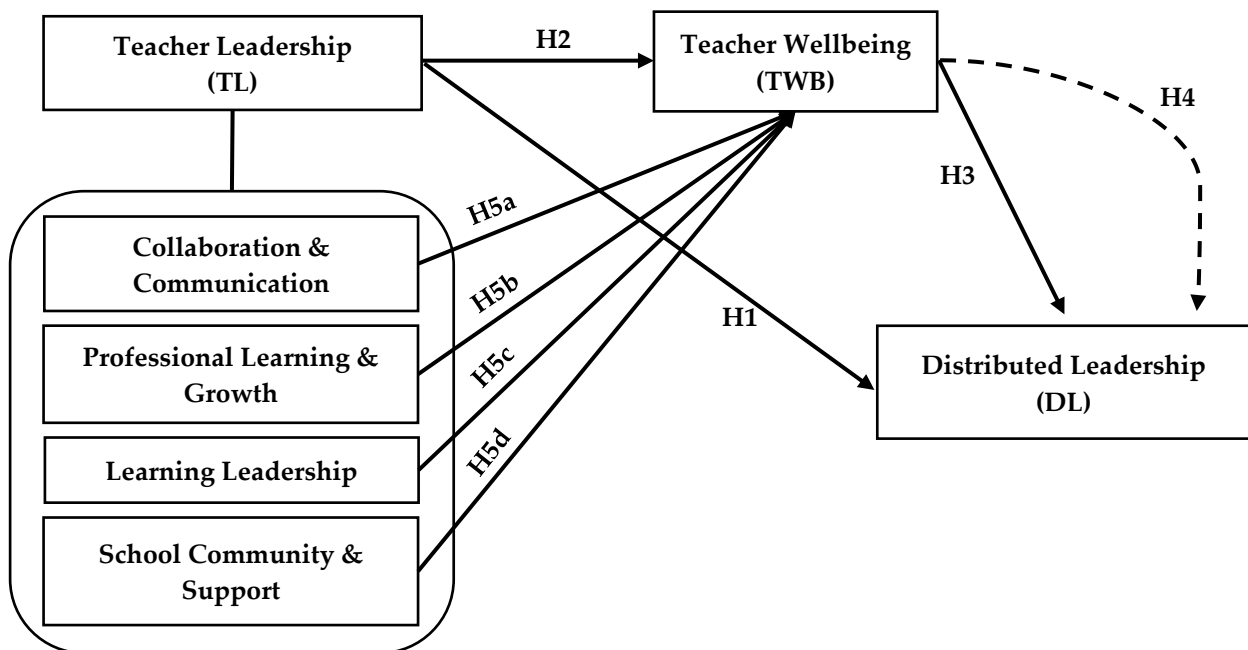 Teacher Leadership
(TL)
H2
Teacher Wellbeing
(TWB)
H4
H3
H5a
Collaboration &
Communication
H5b
H1
Professional Learning &
Growth
H5c
Distributed Leadership
(DL)
H5d
Learning Leadership
School Community &
Support